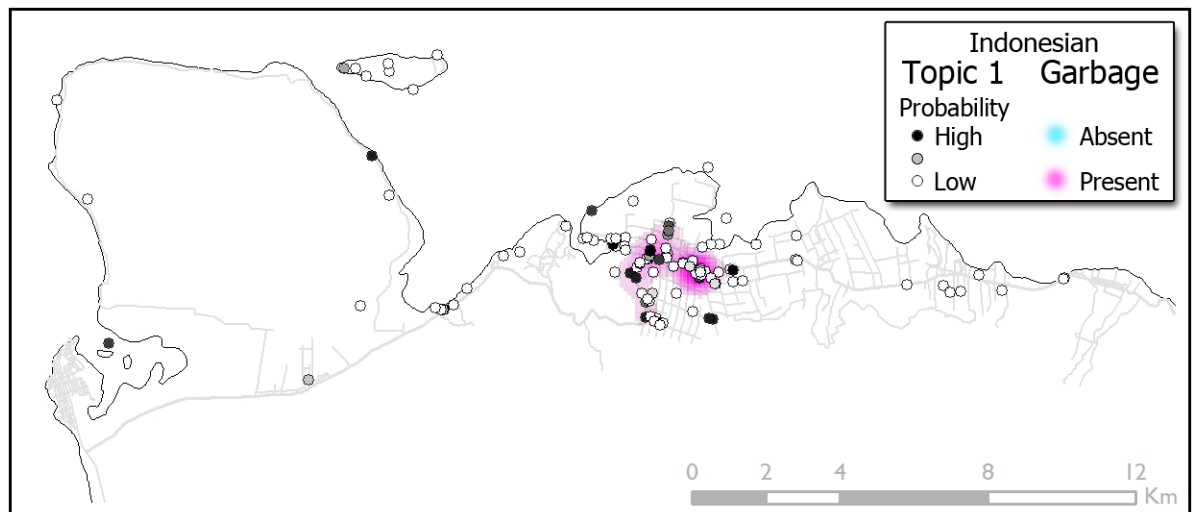 Indonesian
Topic 1 Garbage
Probability
High Absent
Low Present
0 2 4 8 12
Km